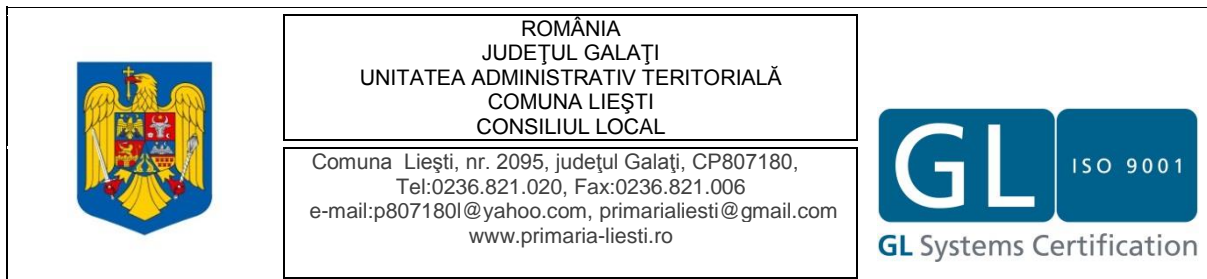 ROMÂNIA
JUDEŢUL GALAŢI
UNITATEA ADMINISTRATIV TERITORIALĂ
COMUNA LIEŞTI
CONSILIUL LOCAL
Comuna Lieşti, nr. 2095, judeţul Galaţi, CP807180,
Tel:0236.821.020, Fax:0236.821.006
e-mail:p807180l@yahoo.com, primarialiesti@gmail.com
www.primaria-liesti.ro
GL ISO 9001
GL Systems Certification